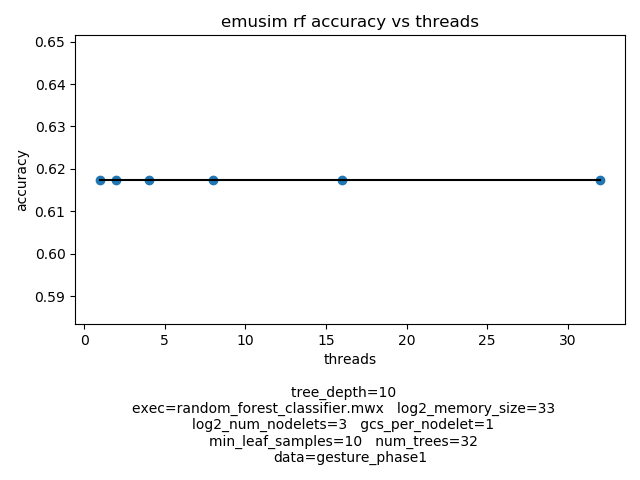 emusim rf accuracy vs threads
0.65
0.64
0.63
0.62
0.61
0.60
0.59
accuracy
0 5 10 15 20 25 30
threads
tree_depth=10
exec=random_forest_classifier.mwx log2_memory_size=33
log2_num_nodelets=3 gcs_per_nodelet=1
min_leaf_samples=10 num_trees=32
data=gesture_phase1